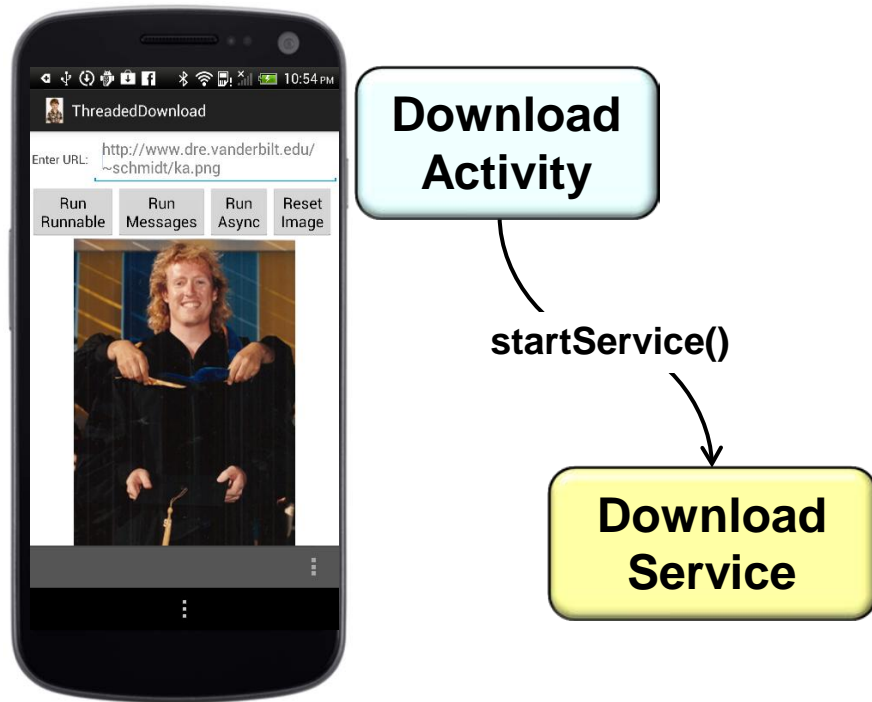 10:54 PM
ThreadedDownload
Enter URL:
http://www.dre.vanderbilt.edu/
~schmidt/ka.png
Run
Runnable
Run
Messages
Run
Async
Reset
Image
Download
Activity
startService()
Download
Service